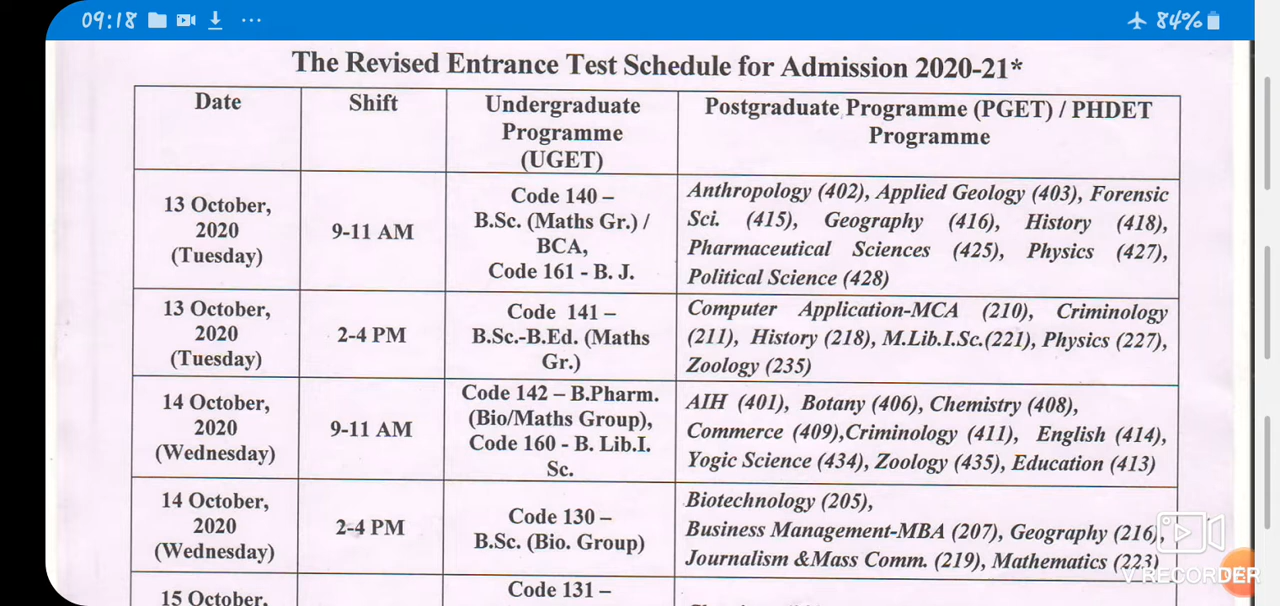 09:18
84%
The Revised Entrance Test Schedule for Admission 2020-21*
Date
Shift
Undergraduate
Programme
(UGET)
Postgraduate Programme (PGET) / PHDET
Programme
13 October,
2020
(Tuesday)
9-11 AM
Code 140 –
B.Sc. (Maths Gr.) /
BCA,
Code 161 - B. J.
Anthropology (402), Applied Geology (403), Forensic
Sci. (415), Geography (416), History (418),
Pharmaceutical Sciences (425), Physics (427),
Political Science (428)
13 October,
2020
(Tuesday)
2-4 PM
Code 141 –
B.Sc.-B.Ed. (Maths
Gr.)
Computer Application-MCA (210), Criminology
(211), History (218), M.Lib.I.Sc.(221), Physics (227),
Zoology (235)
14 October,
2020
(Wednesday)
9-11 AM
Code 142 – B.Pharm.
(Bio/Maths Group),
Code 160 - B. Lib.I.
Sc.
AIH (401), Botany (406), Chemistry (408),
Commerce (409),Criminology (411), English (414),
Yogic Science (434), Zoology (435), Education (413)
14 October,
2020
(Wednesday)
2-4 PM
Code 130 –
B.Sc. (Bio. Group)
Biotechnology (205),
Business Management-MBA (207), Geography (216),
Journalism &Mass Comm. (219), Mathematics (223)
15 October,
Code 131 –
V RECORDER